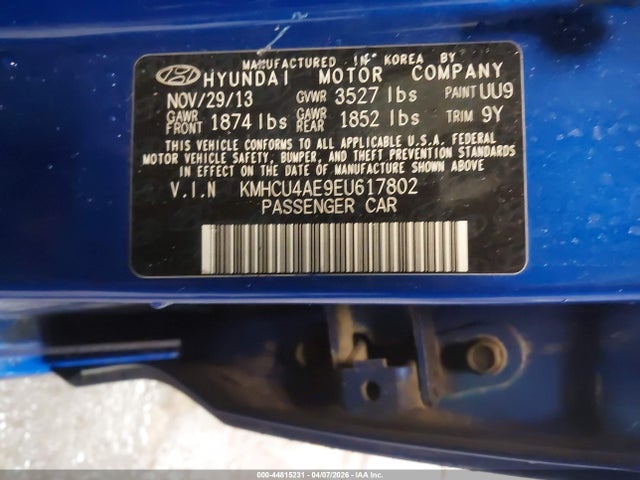 MANUFACTURED IN KOREA BY
HYUNDAI MOTOR COMPANY
NOV/29/13 GVWR 3527 lbs PAINT UU9
GAWR FRONT 1874 lbs GAWR REAR 1852 lbs TRIM 9Y
THIS VEHICLE CONFORMS TO ALL APPLICABLE U.S.A. FEDERAL
MOTOR VEHICLE SAFETY, BUMPER, AND THEFT PREVENTION STANDARDS
IN EFFECT ON THE DATE OF MANUFACTURE SHOWN ABOVE
V.I.N KMHCU4AE9EU617802
PASSENGER CAR
000-44815231 - 04/07/2026 - IAA Inc.